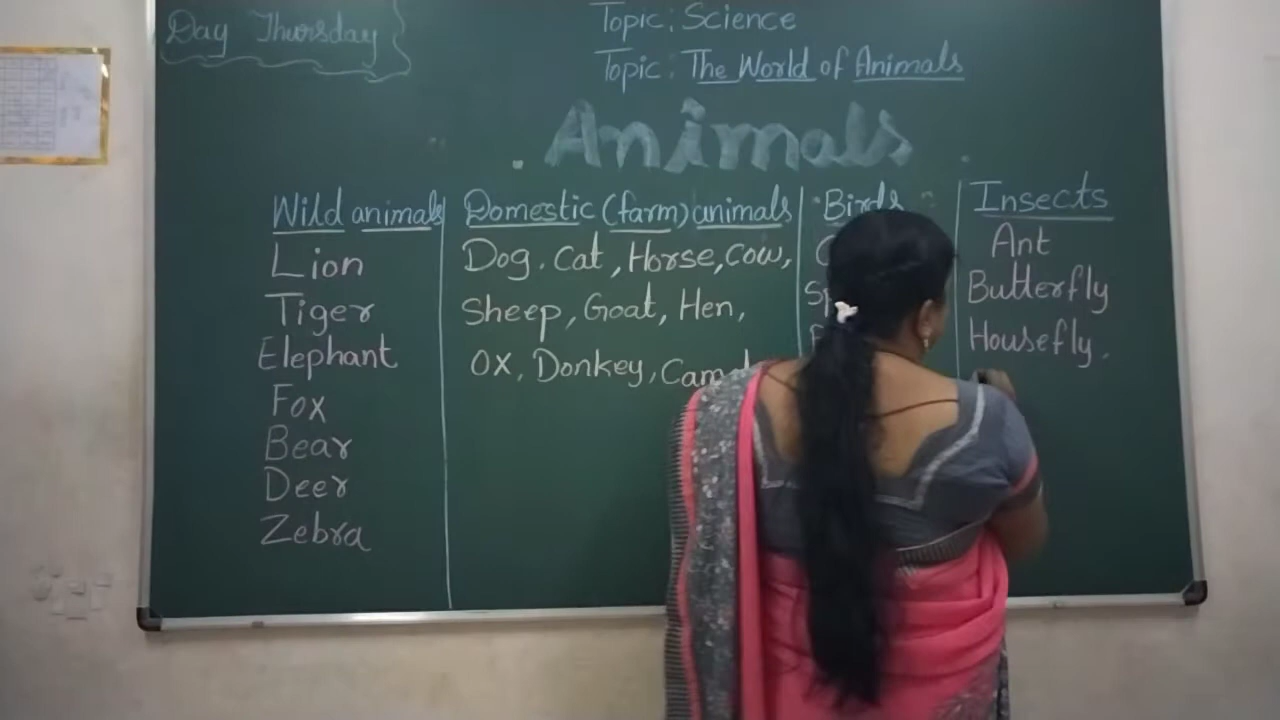 Day Thursday
Topic: Science
Topic: The World of Animals
Animals
Wild animals
Lion
Tiger
Elephant
Fox
Bear
Deer
Zebra
Domestic (farm) animals
Dog, Cat, Horse, Cow,
Sheep, Goat, Hen,
OX, Donkey,
Birds
Insects
Ant
Butterfly
Housefly,